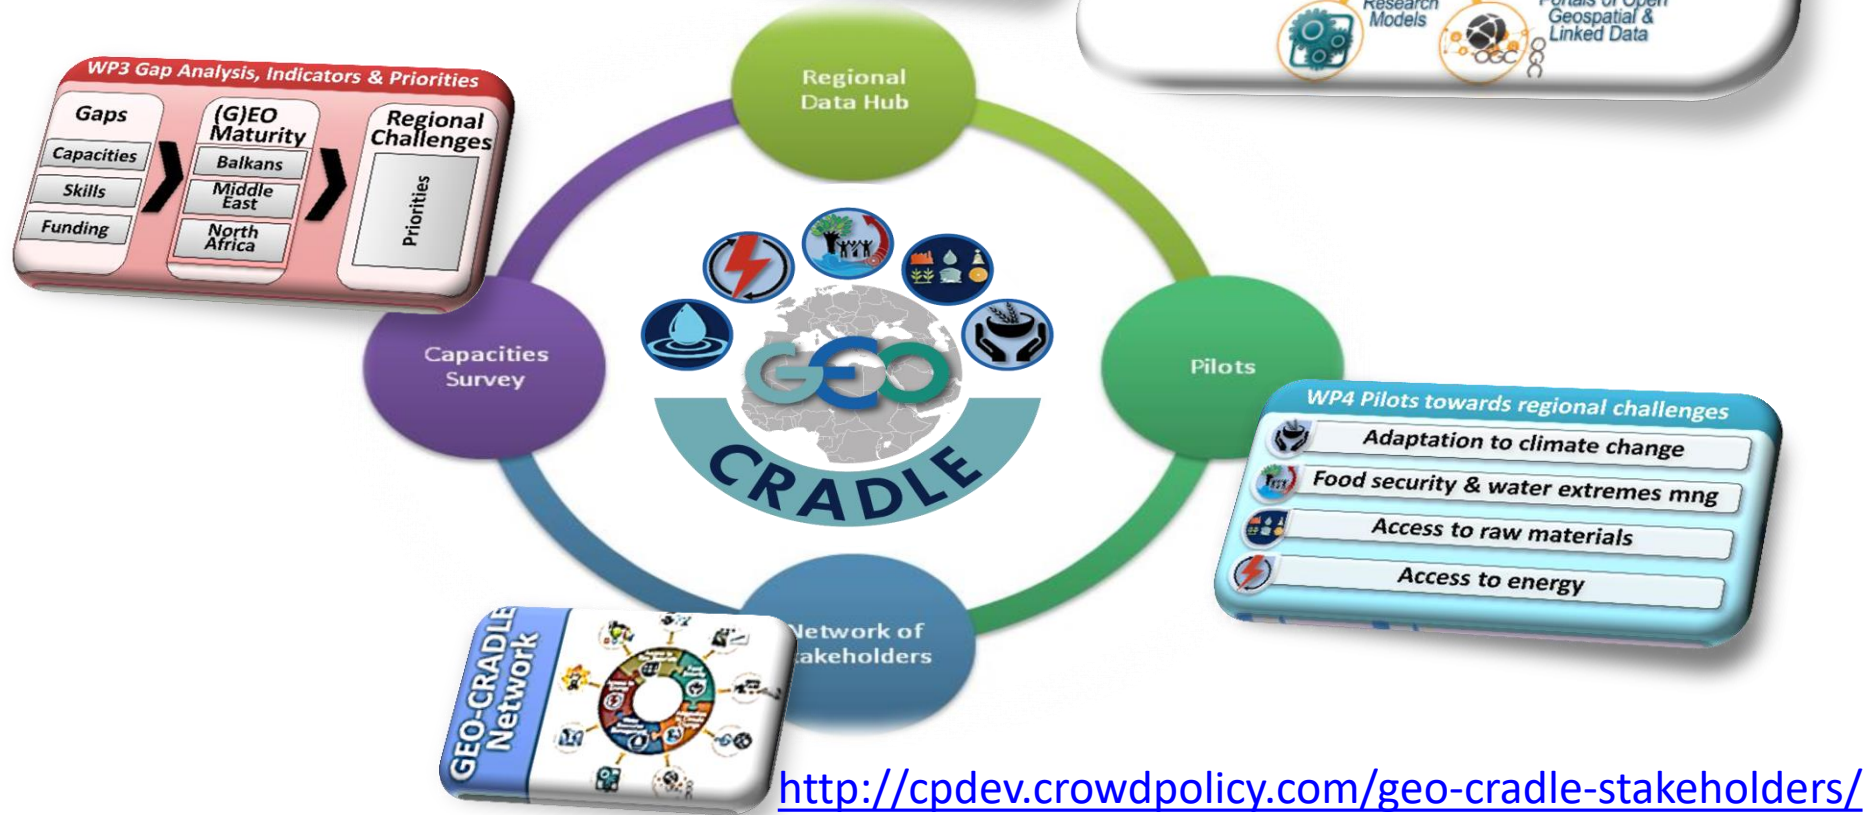 Research
Models
Portals of Open
Geospatial &
Linked Data
OGC
WP3 Gap Analysis, Indicators & Priorities
Gaps
Capacities
Skills
Funding
(G)EO
Maturity
Balkans
Middle
East
North
Africa
Regional
Challenges
Priorities
Regional
Data Hub
Capacities
Survey
Pilots
GEO
CRADLE
WP4 Pilots towards regional challenges
Adaptation to climate change
Food security & water extremes mng
Access to raw materials
Access to energy
Network of
takeholders
GEO-CRADLE
Network
http://cpdev.crowdpolicy.com/geo-cradle-stakeholders/